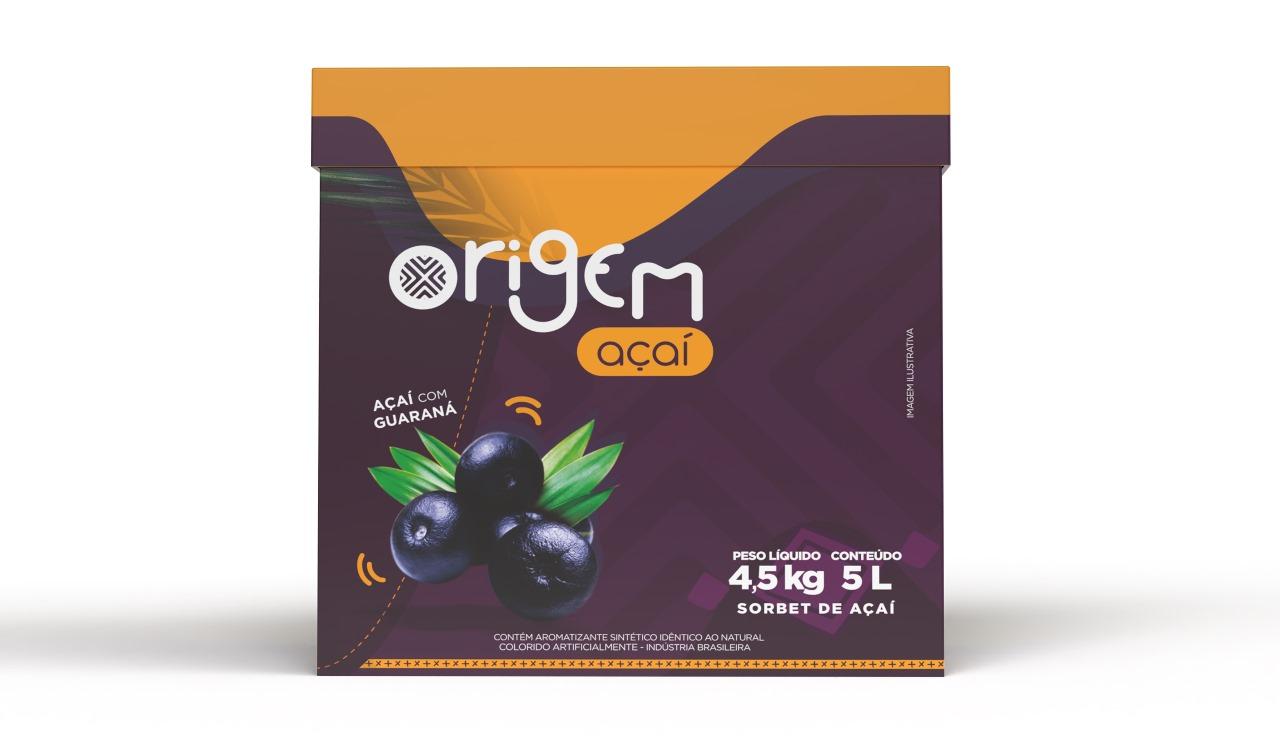 origem
açaí
AÇAÍ COM
GUARANÁ
IMAGEM ILUSTRATIVA
PESO LÍQUIDO CONTEÚDO
4,5 kg 5 L
SORBET DE AÇAÍ
CONTÉM AROMATIZANTE SINTÉTICO IDÊNTICO AO NATURAL
COLORIDO ARTIFICIALMENTE - INDÚSTRIA BRASILEIRA